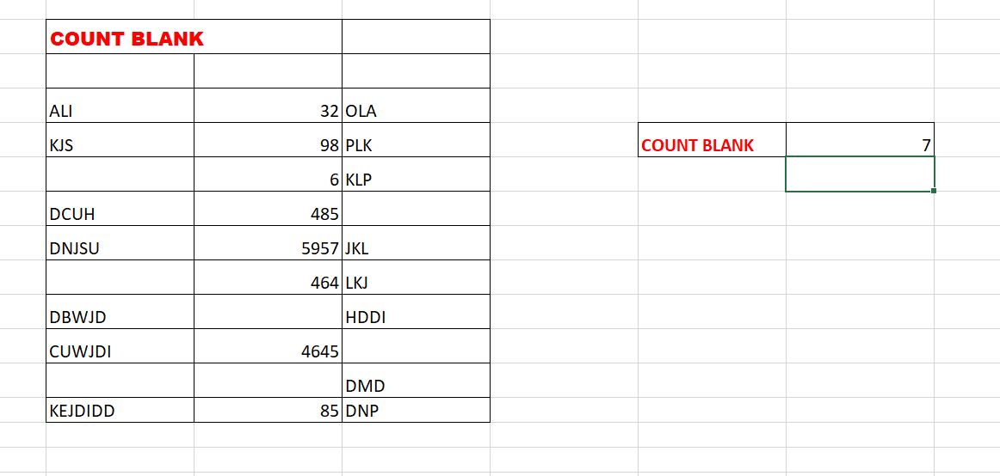 COUNT BLANK
ALI 32 OLA
KJS 98 PLK
COUNT BLANK 7
6 KLP
DCUH 485
DNJSU 5957 JKL
464 LKJ
DBWJD HDDI
CUWJDI 4645
DMD
KEJDIDD 85 DNP